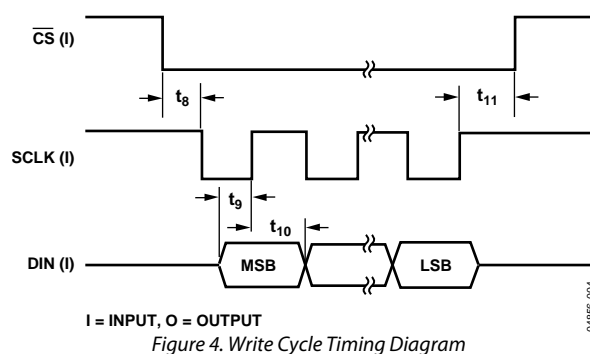 CS (I)
t8
t11
SCLK (I)
t9
t10
DIN (I)
MSB
LSB
I = INPUT, O = OUTPUT
Figure 4. Write Cycle Timing Diagram